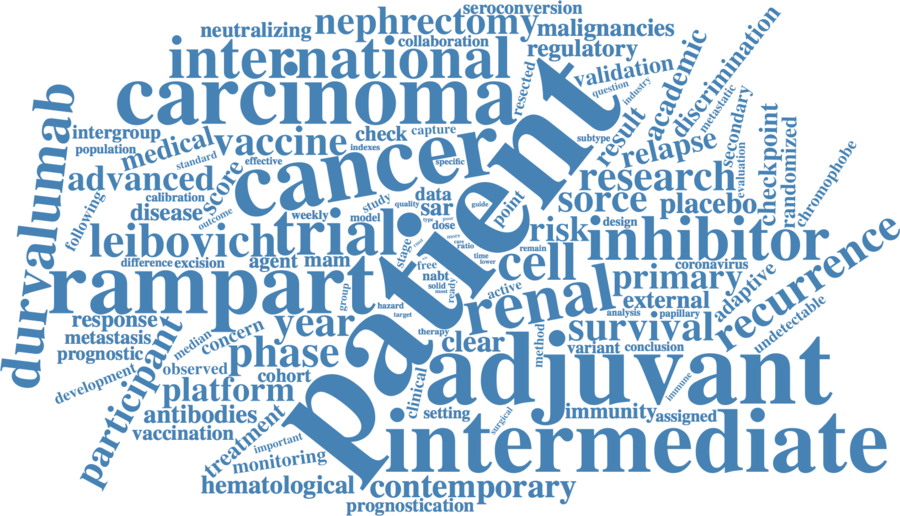 seroconversion
neutralizing
nephrectomy
malignancies
collaboration
regulatory
international
validation
academic
discrimination
question
industry
resected
metastatic
carcinoma
secondary
result
subtype
relapse
evaluation
checkpoint
randomized
chromophobe
durvalumab
intergroup
population
medical
vaccine
check
capture
indexes
standard
effective
specific
cancer
patient
advanced
score
calibration
following
disease
outcome
weekly
study
model
quality
data
sar
type
dose
guide
point
research
sorce
placebo
risk
design
inhibitor
leibovich
trial
stage
ratio
time
lower
remain
difference
excision
agent
mam
free
nabt
solid
ready
active
cell
coronavirus
primary
adaptive
recurrence
rampart
group
hazard
target
renal
external
analysis
papillary
undetectable
response
metastasis
prognostic
median
concern
year
therapy
clear
method
survival
variant
conclusion
development
observed
phase
cohort
participant
platform
clinical
adjuvant
immune
antibodies
setting
surgical
immunity
assigned
vaccination
treatment
important
intermediate
monitoring
hematological
contemporary
prognostication